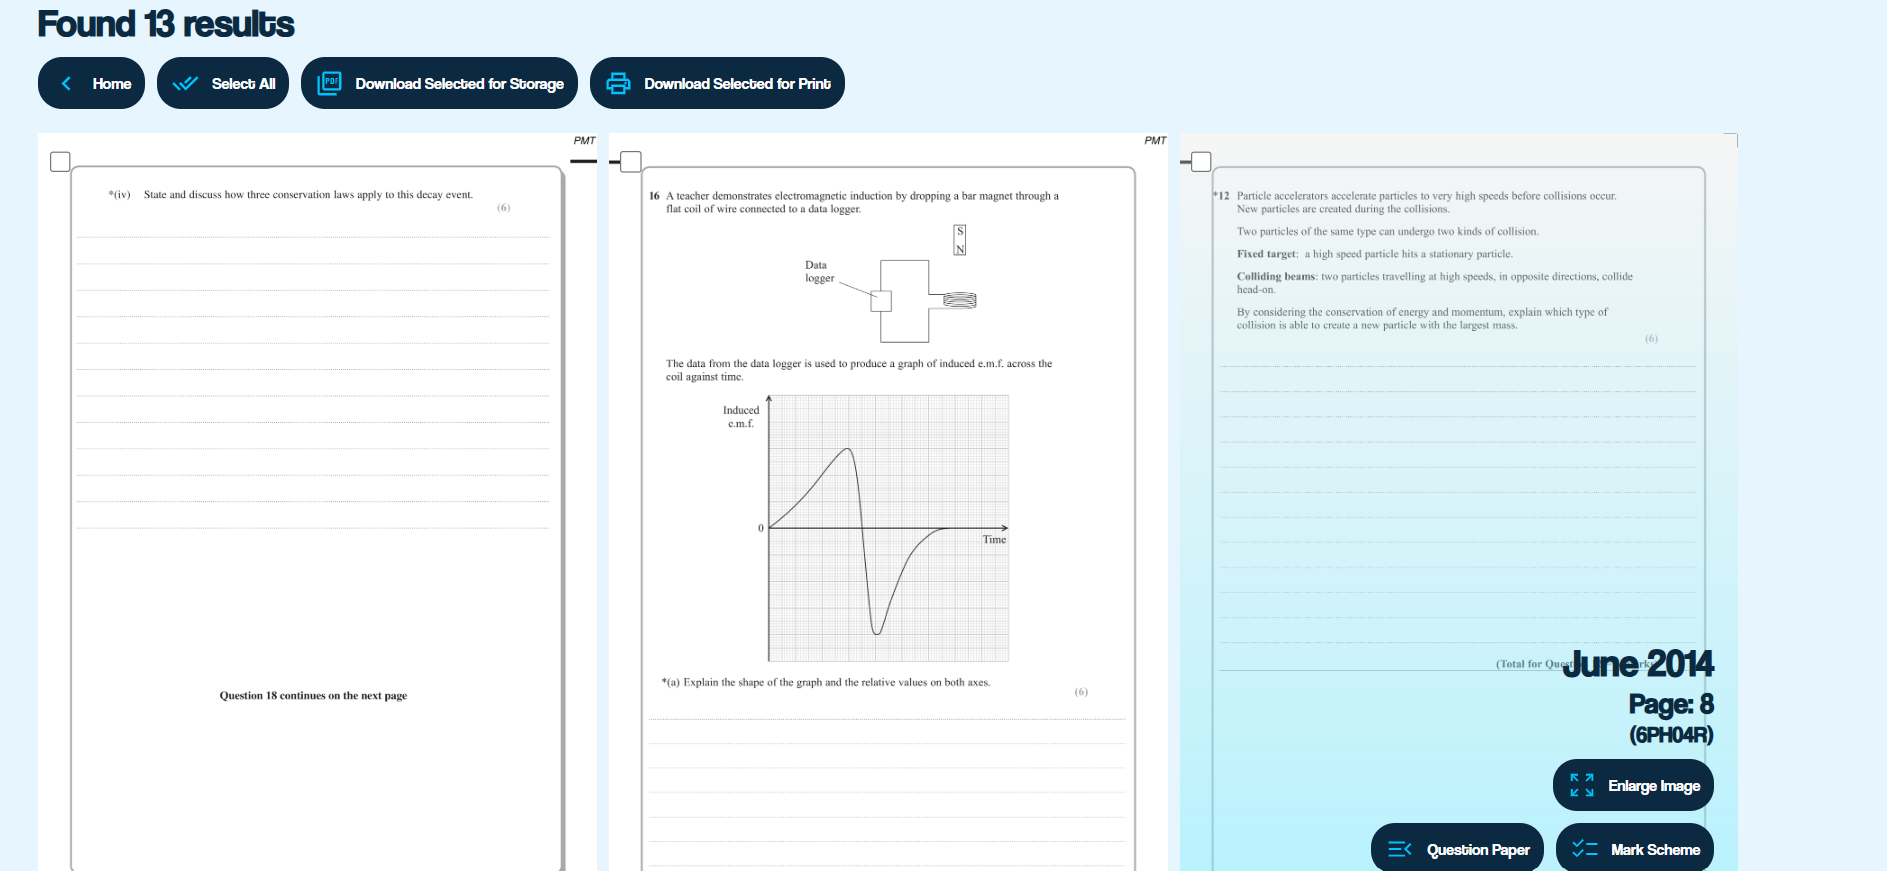 Found 13 results
Home
Select All
Download Selected for Storage
Download Selected for Print
PMT
*(iv) State and discuss how three conservation laws apply to this decay event.
(6)
Question 18 continues on the next page
PMT
16 A teacher demonstrates electromagnetic induction by dropping a bar magnet through a
flat coil of wire connected to a data logger.
S
N
Data
logger
The data from the data logger is used to produce a graph of induced e.m.f. across the
coil against time.
Induced
e.m.f.
0
Time
*(a) Explain the shape of the graph and the relative values on both axes.
(6)
*12 Particle accelerators accelerate particles to very high speeds before collisions occur.
New particles are created during the collisions.
Two particles of the same type can undergo two kinds of collision.
Fixed target: a high speed particle hits a stationary particle.
Colliding beams: two particles travelling at high speeds, in opposite directions, collide
head-on.
By considering the conservation of energy and momentum, explain which type of
collision is able to create a new particle with the largest mass.
(6)
(Total for
June 2014
Page: 8
(6PH04R)
Enlarge Image
Question Paper
Mark Scheme